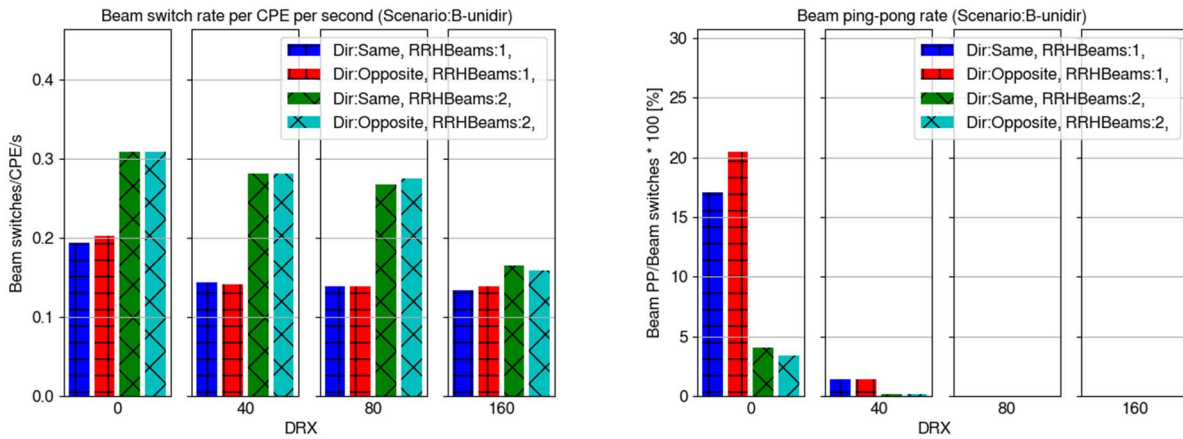 Beam switch rate per CPE per second (Scenario:B-unidir)
Beam switches/CPE/s
0.4
0.3
0.2
0.1
0.0
Dir:Same, RRHBeams:1,
Dir:Opposite, RRHBeams:1,
Dir:Same, RRHBeams:2,
Dir:Opposite, RRHBeams:2,
0
40
80
160
DRX
Beam ping-pong rate (Scenario:B-unidir)
Beam PP/Beam switches * 100 [%]
30
25
20
15
10
5
0
Dir:Same, RRHBeams:1,
Dir:Opposite, RRHBeams:1,
Dir:Same, RRHBeams:2,
Dir:Opposite, RRHBeams:2,
0
40
80
160
DRX